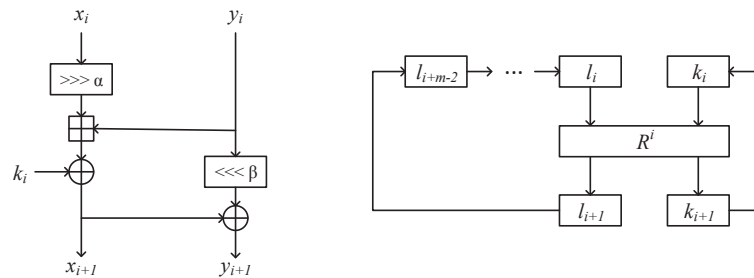 x_i y_i
>>> α
k_i
<<< β
x_{i+1} y_{i+1}
l_{i+m-2} ... l_i k_i
R^i
l_{i+1} k_{i+1}